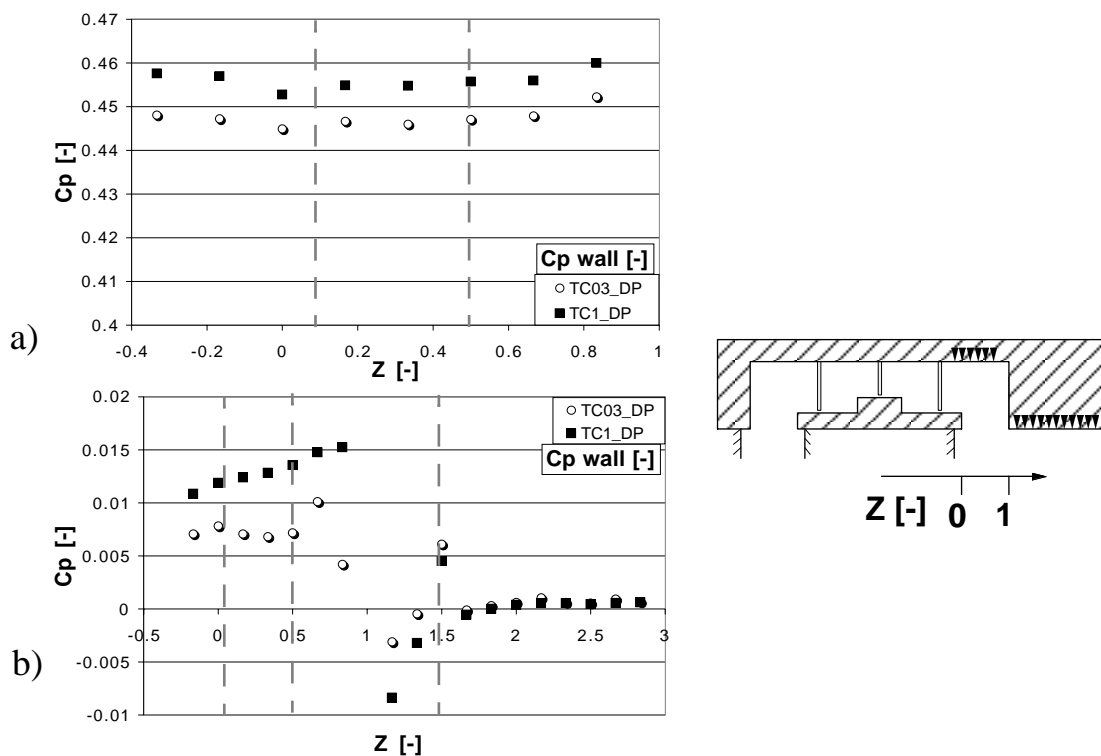 0.47
0.46
0.45
0.44
0.43
0.42
0.41
0.4
Cp [-]
Cp wall [-]
TC03_DP
TC1_DP
a)
-0.4 -0.2 0 0.2 0.4 0.6 0.8 1
Z [-]
0.02
0.015
0.01
0.005
0
-0.005
-0.01
Cp [-]
TC03_DP
TC1_DP
Cp wall [-]
-0.5 0 0.5 1 1.5 2 2.5 3
b)
Z [-]
Z [-] 0 1